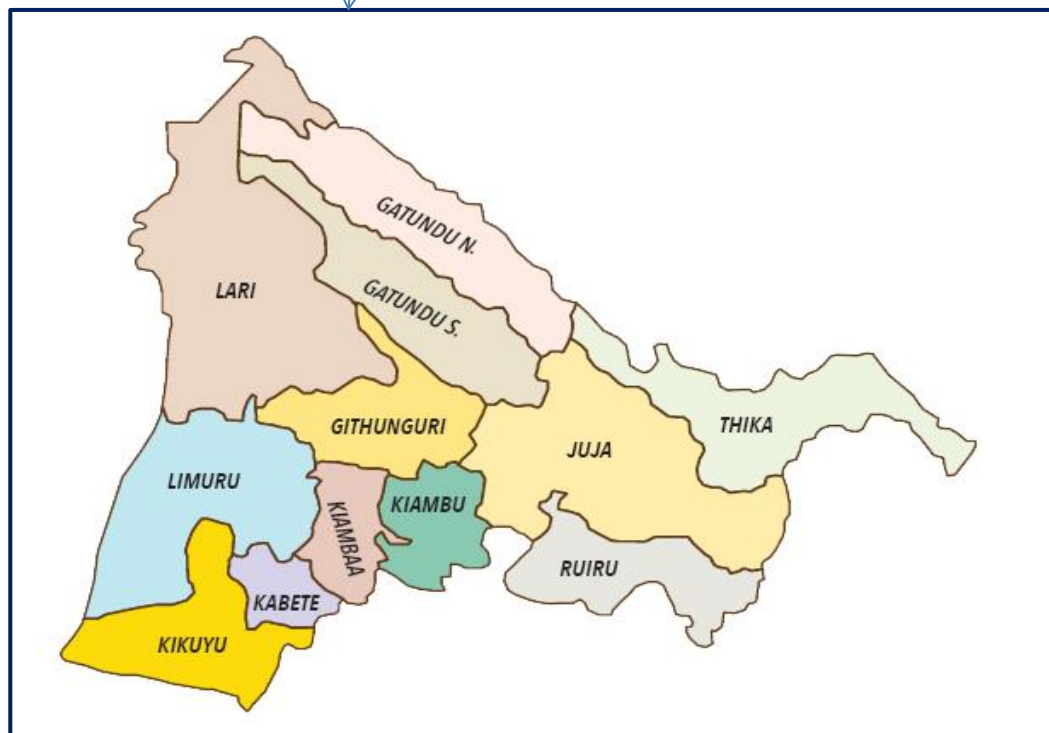 GATUNDU N.
LARI
GATUNDU S.
THIKA
GITHUNGURI
JUJA
LIMURU
KIAMBU
KIAMBAA
RUIRU
KABETE
KIKUYU